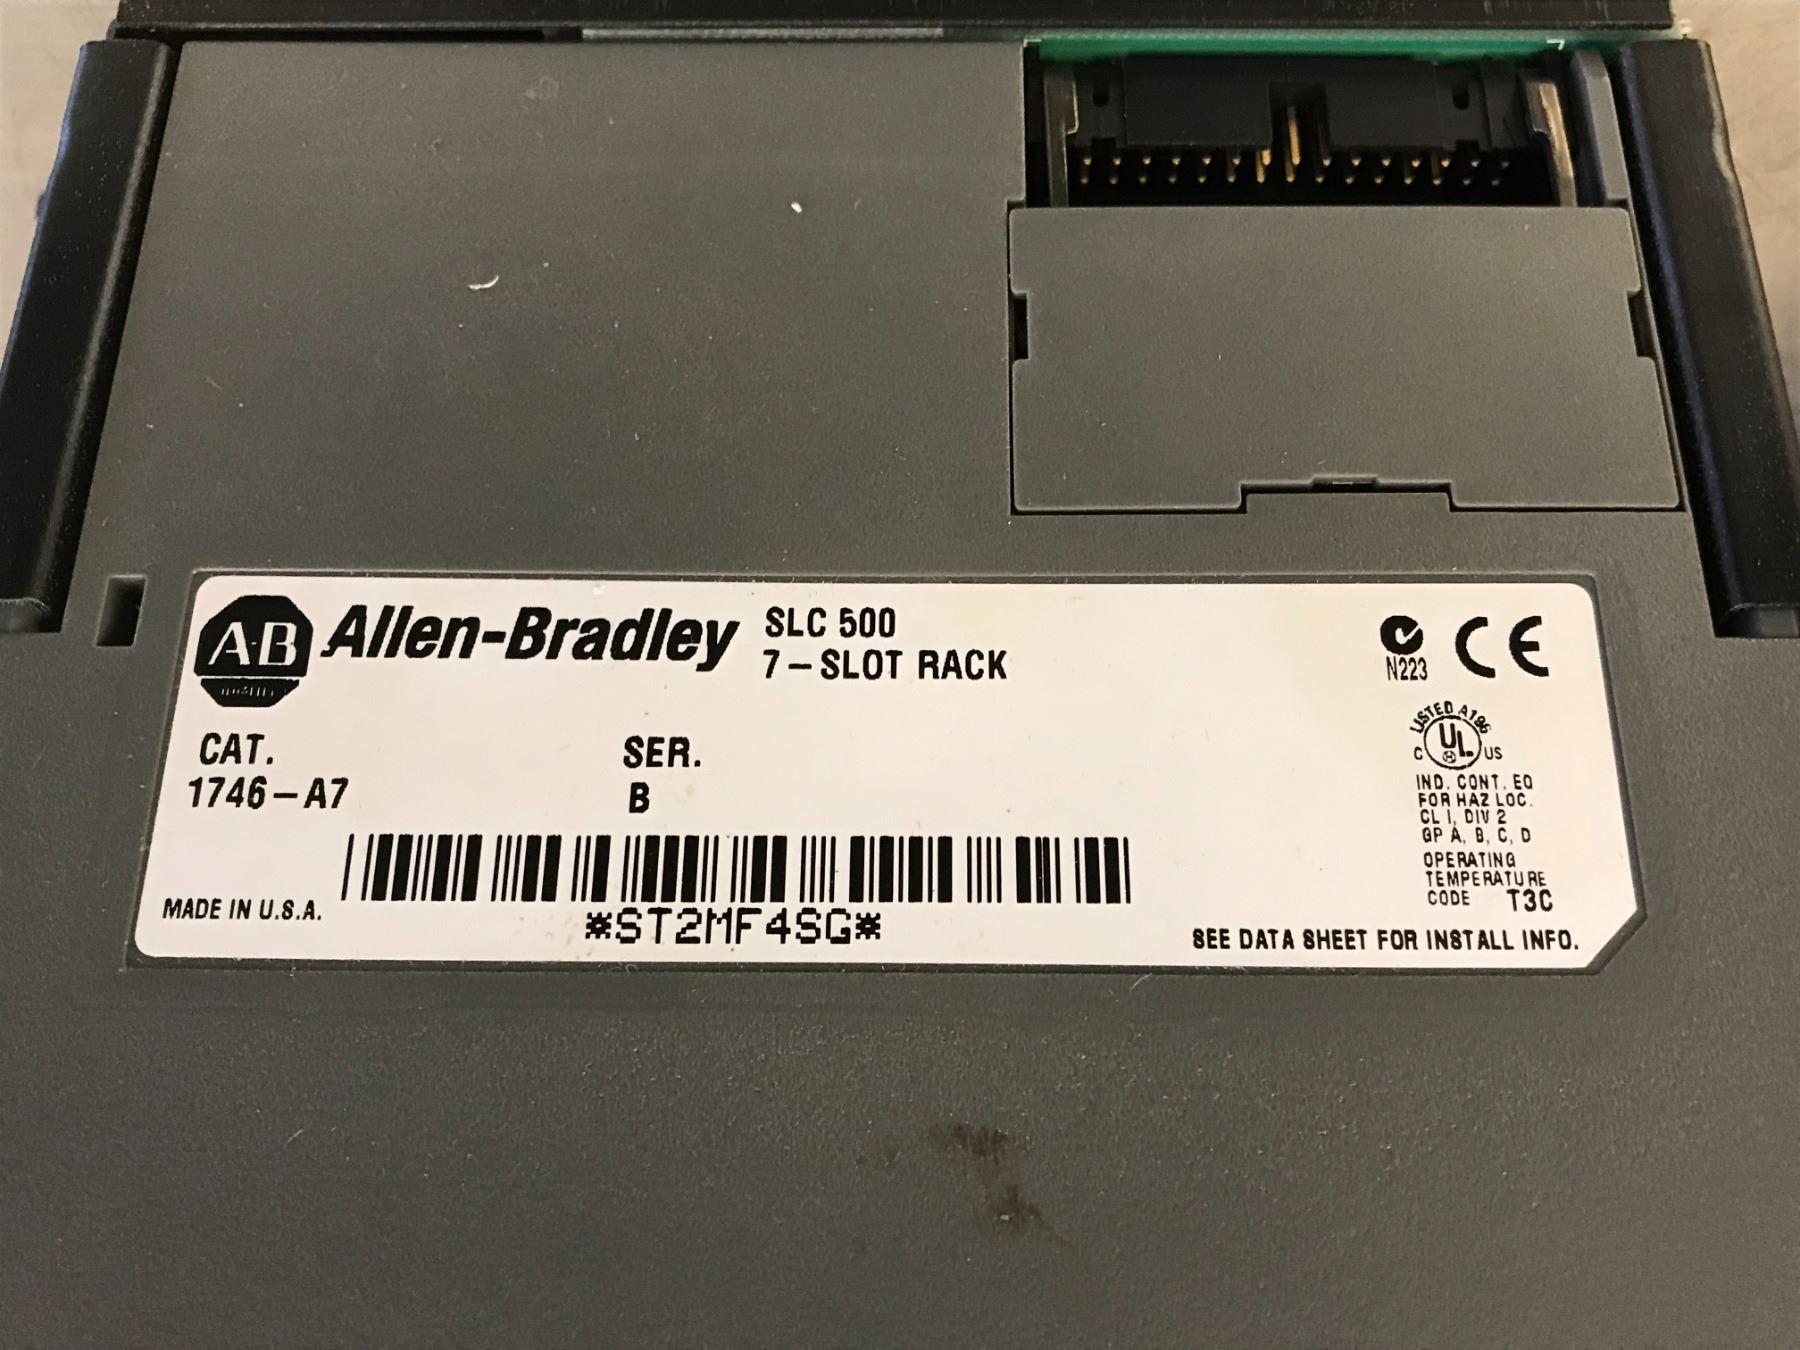 7
A-B
Allen-Bradley
SLC 500
7-SLOT RACK
N223
CE
LISTED A196
C UL US
CAT.
1746-A7
SER.
B
IND. CONT. EQ
FOR HAZ LOC.
CL I, DIV 2
GP A, B, C, D
OPERATING
TEMPERATURE
CODE T3C
MADE IN U.S.A.
*ST2MF4SG*
SEE DATA SHEET FOR INSTALL INFO.